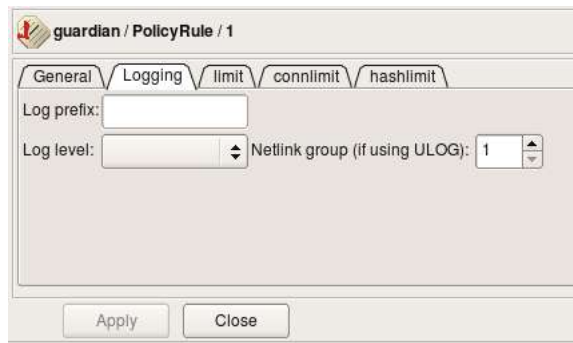 guardian / PolicyRule / 1
General Logging limit connlimit hashlimit
Log prefix:
Log level: Netlink group (if using ULOG): 1
Apply Close